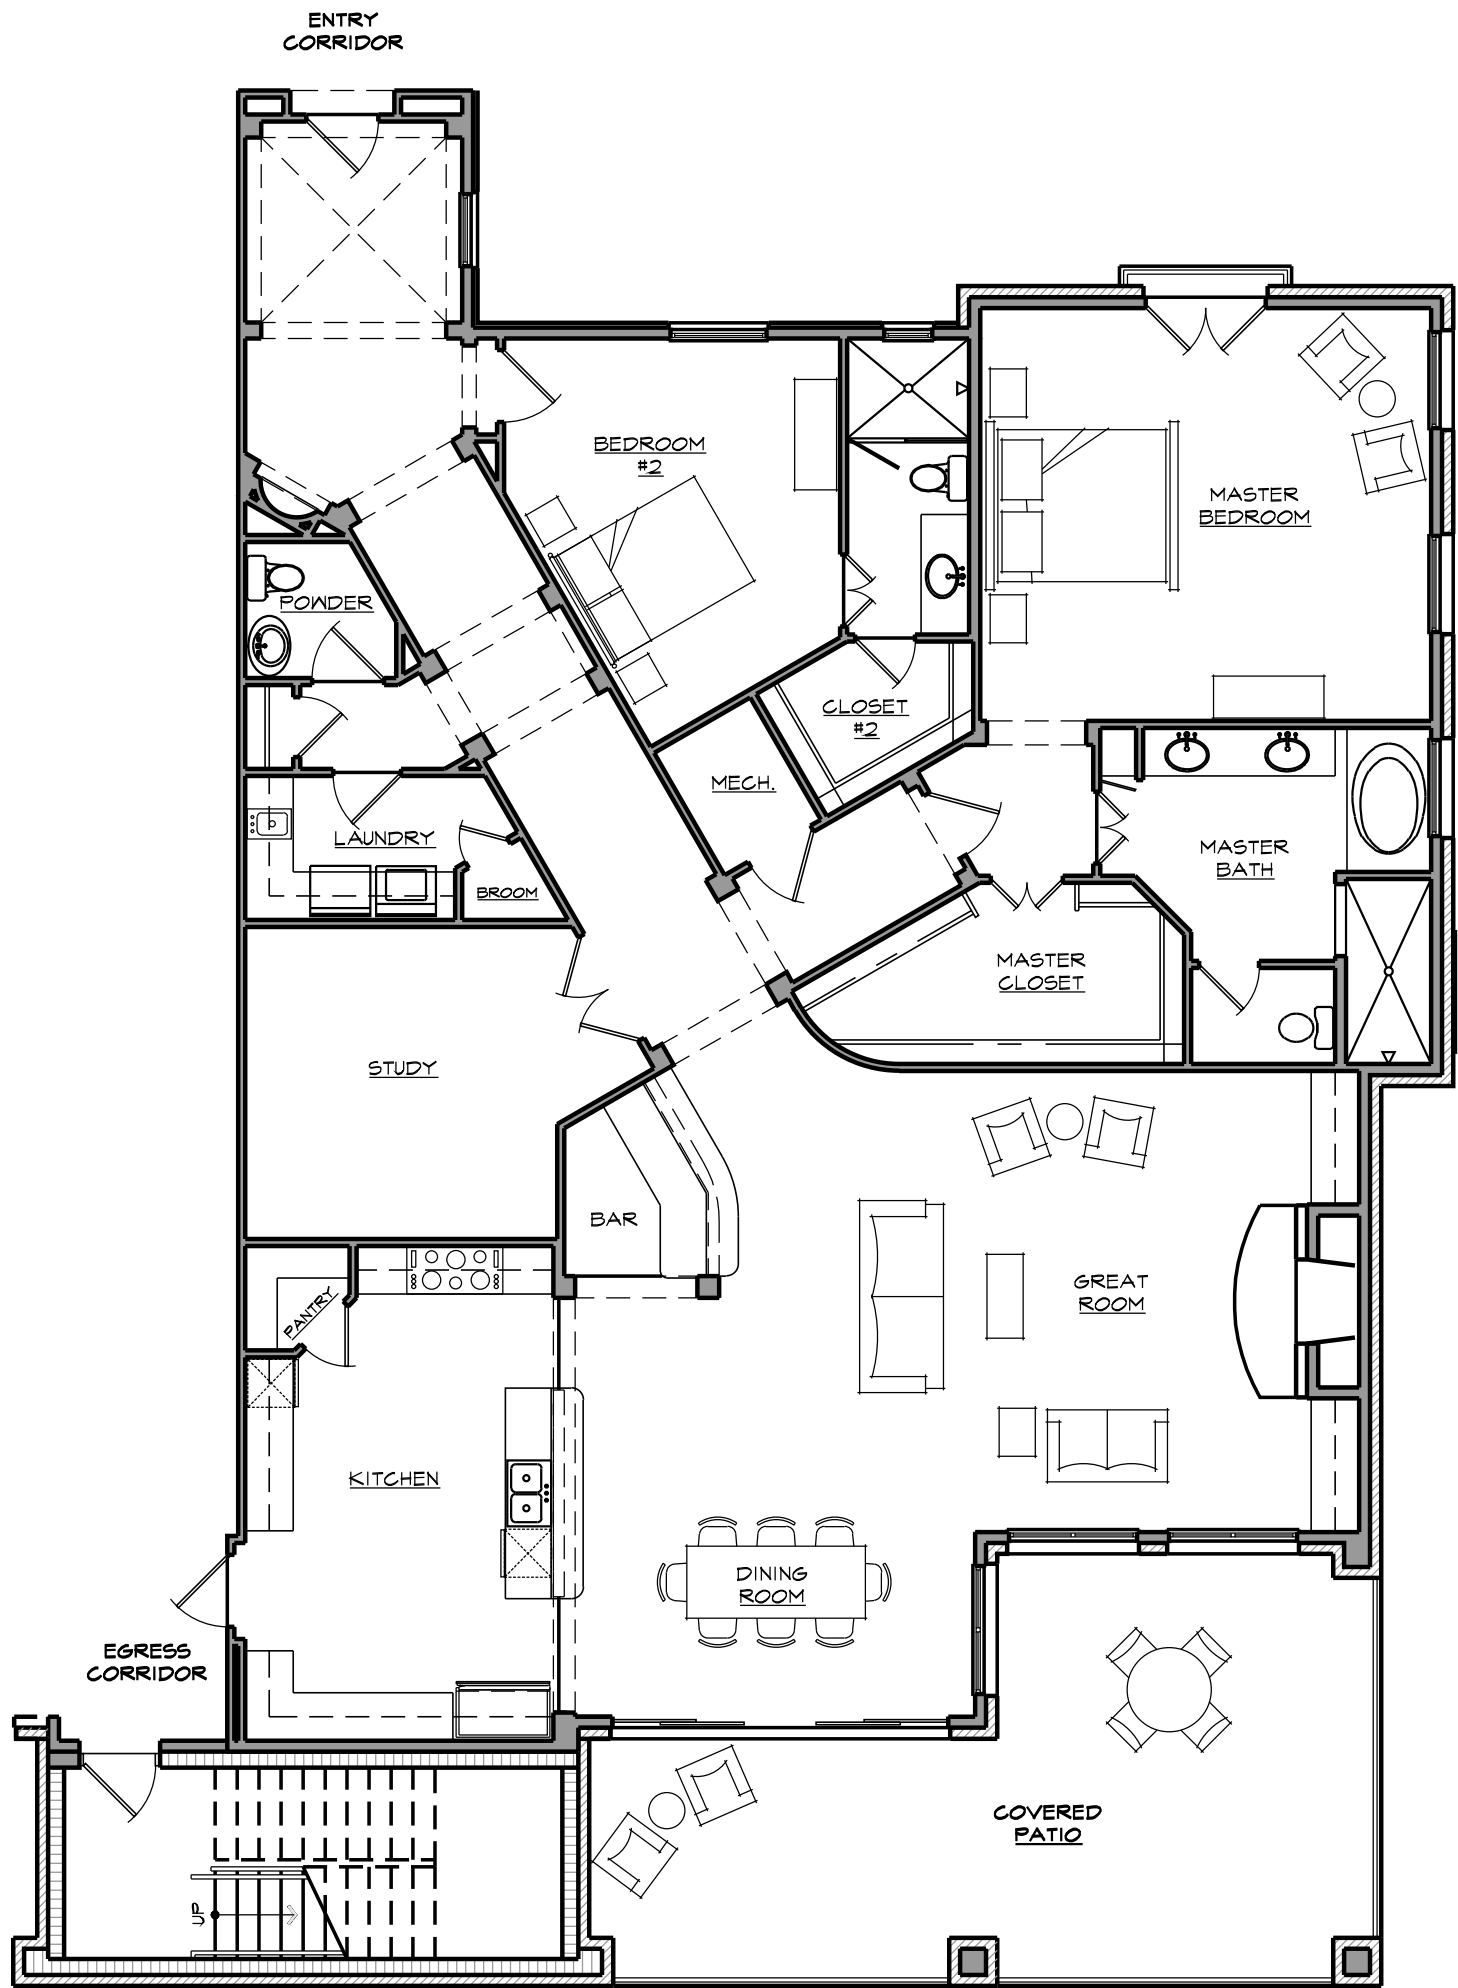 ENTRY
CORRIDOR
BEDROOM
#2
MASTER
BEDROOM
POWDER
CLOSET
#2
MECH.
LAUNDRY
MASTER
BATH
BROOM
MASTER
CLOSET
STUDY
BAR
GREAT
ROOM
PANTRY
KITCHEN
DINING
ROOM
EGRESS
CORRIDOR
COVERED
PATIO
UP